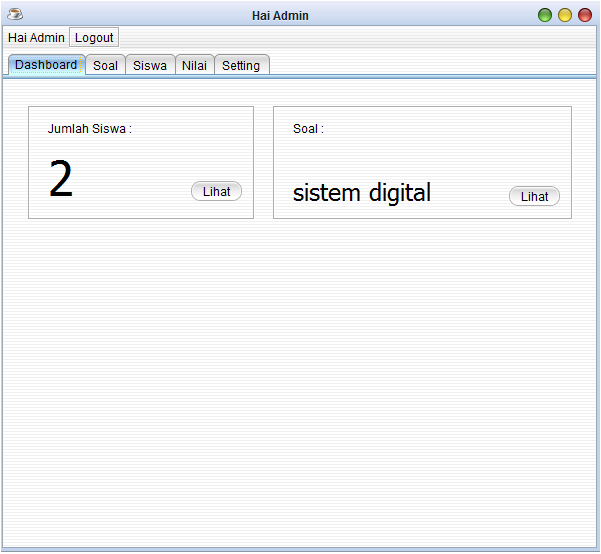 Hai Admin
Hai Admin Logout
Dashboard Soal Siswa Nilai Setting
Jumlah Siswa :
2
Lihat
Soal :
sistem digital
Lihat